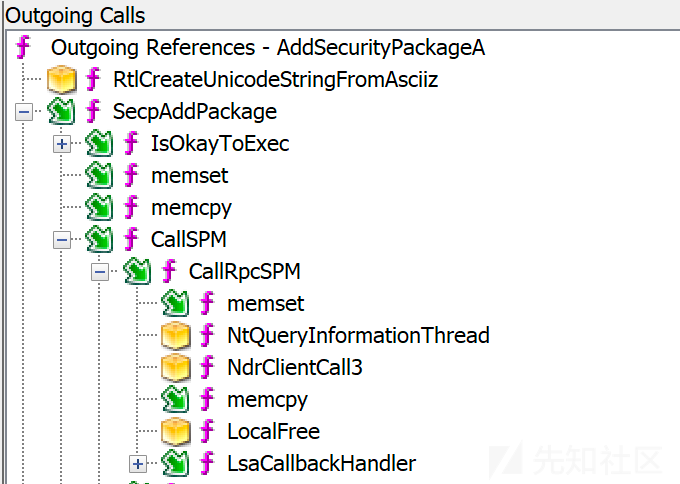 Outgoing Calls
f Outgoing References - AddSecurityPackageA
f RtlCreateUnicodeStringFromAsciiz
f SecpAddPackage
f IsOkayToExec
f memset
f memcpy
f CallSPM
f CallRpcSPM
f memset
f NtQueryInformationThread
f NdrClientCall3
f memcpy
f LocalFree
f LsaCallbackHandler
先知社区